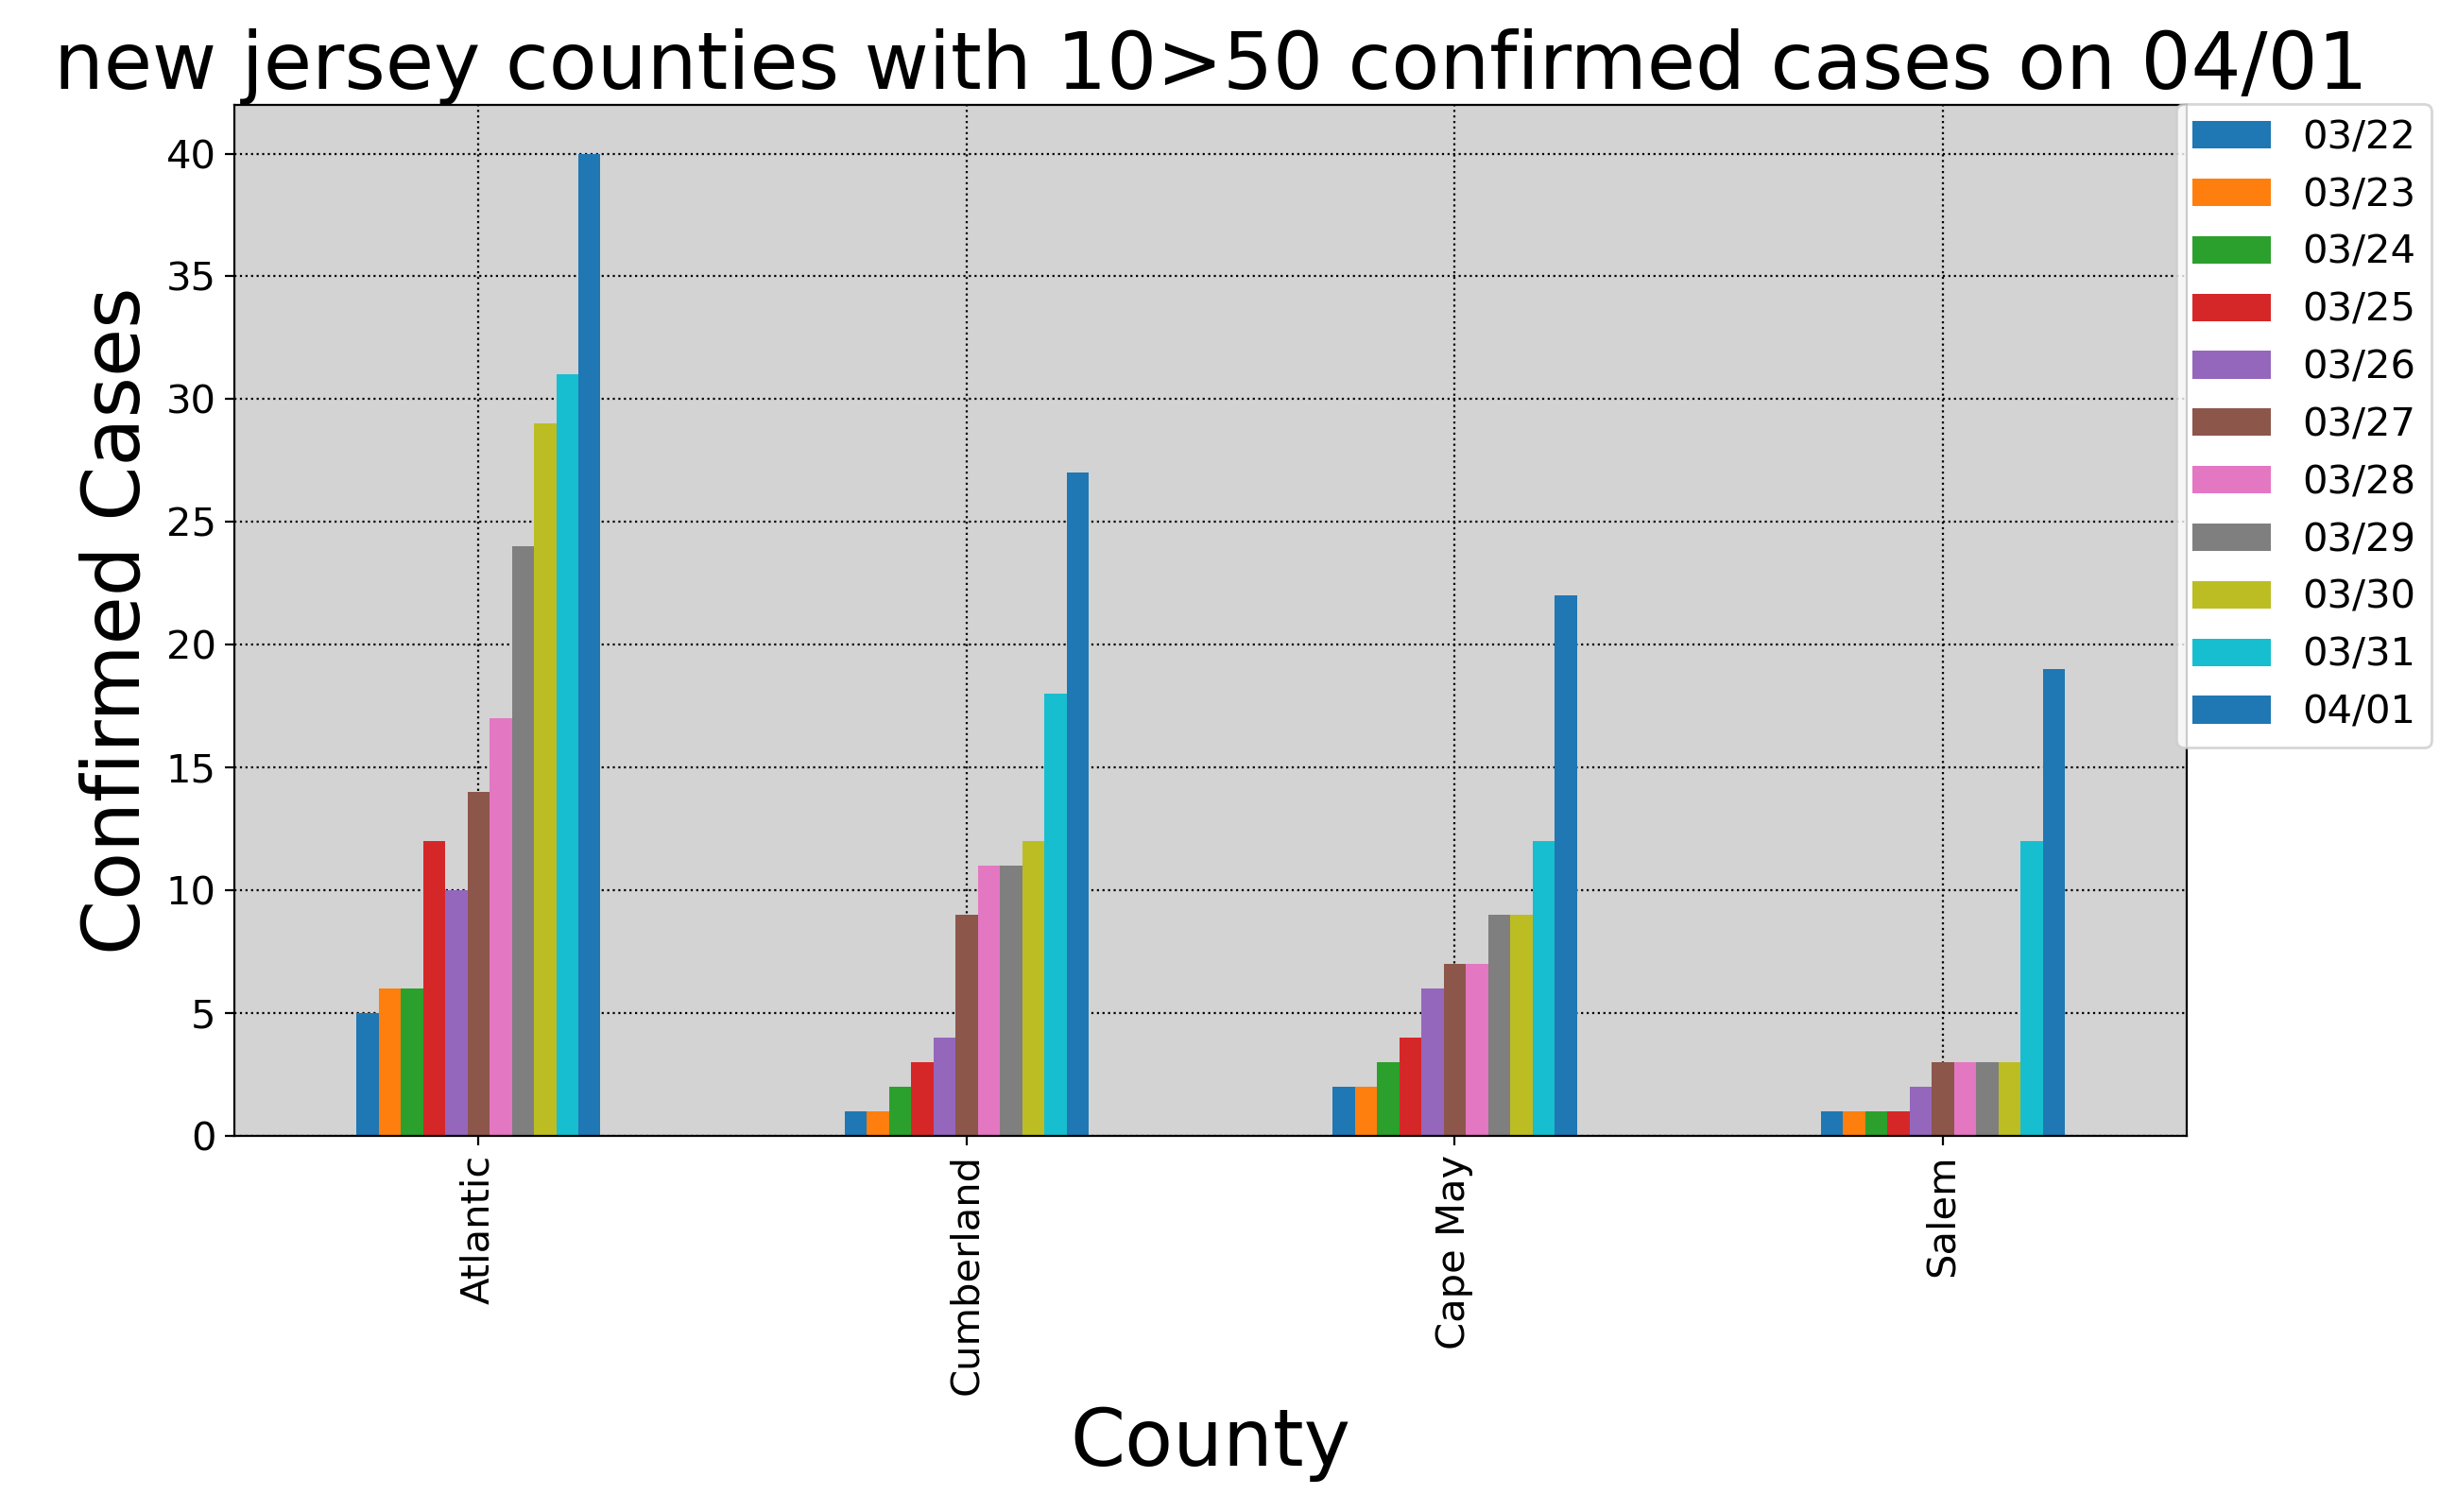 new jersey counties with 10>50 confirmed cases on 04/01
Confirmed Cases
40
35
30
25
20
15
10
5
0
Atlantic
Cumberland
Cape May
Salem
County
03/22
03/23
03/24
03/25
03/26
03/27
03/28
03/29
03/30
03/31
04/01